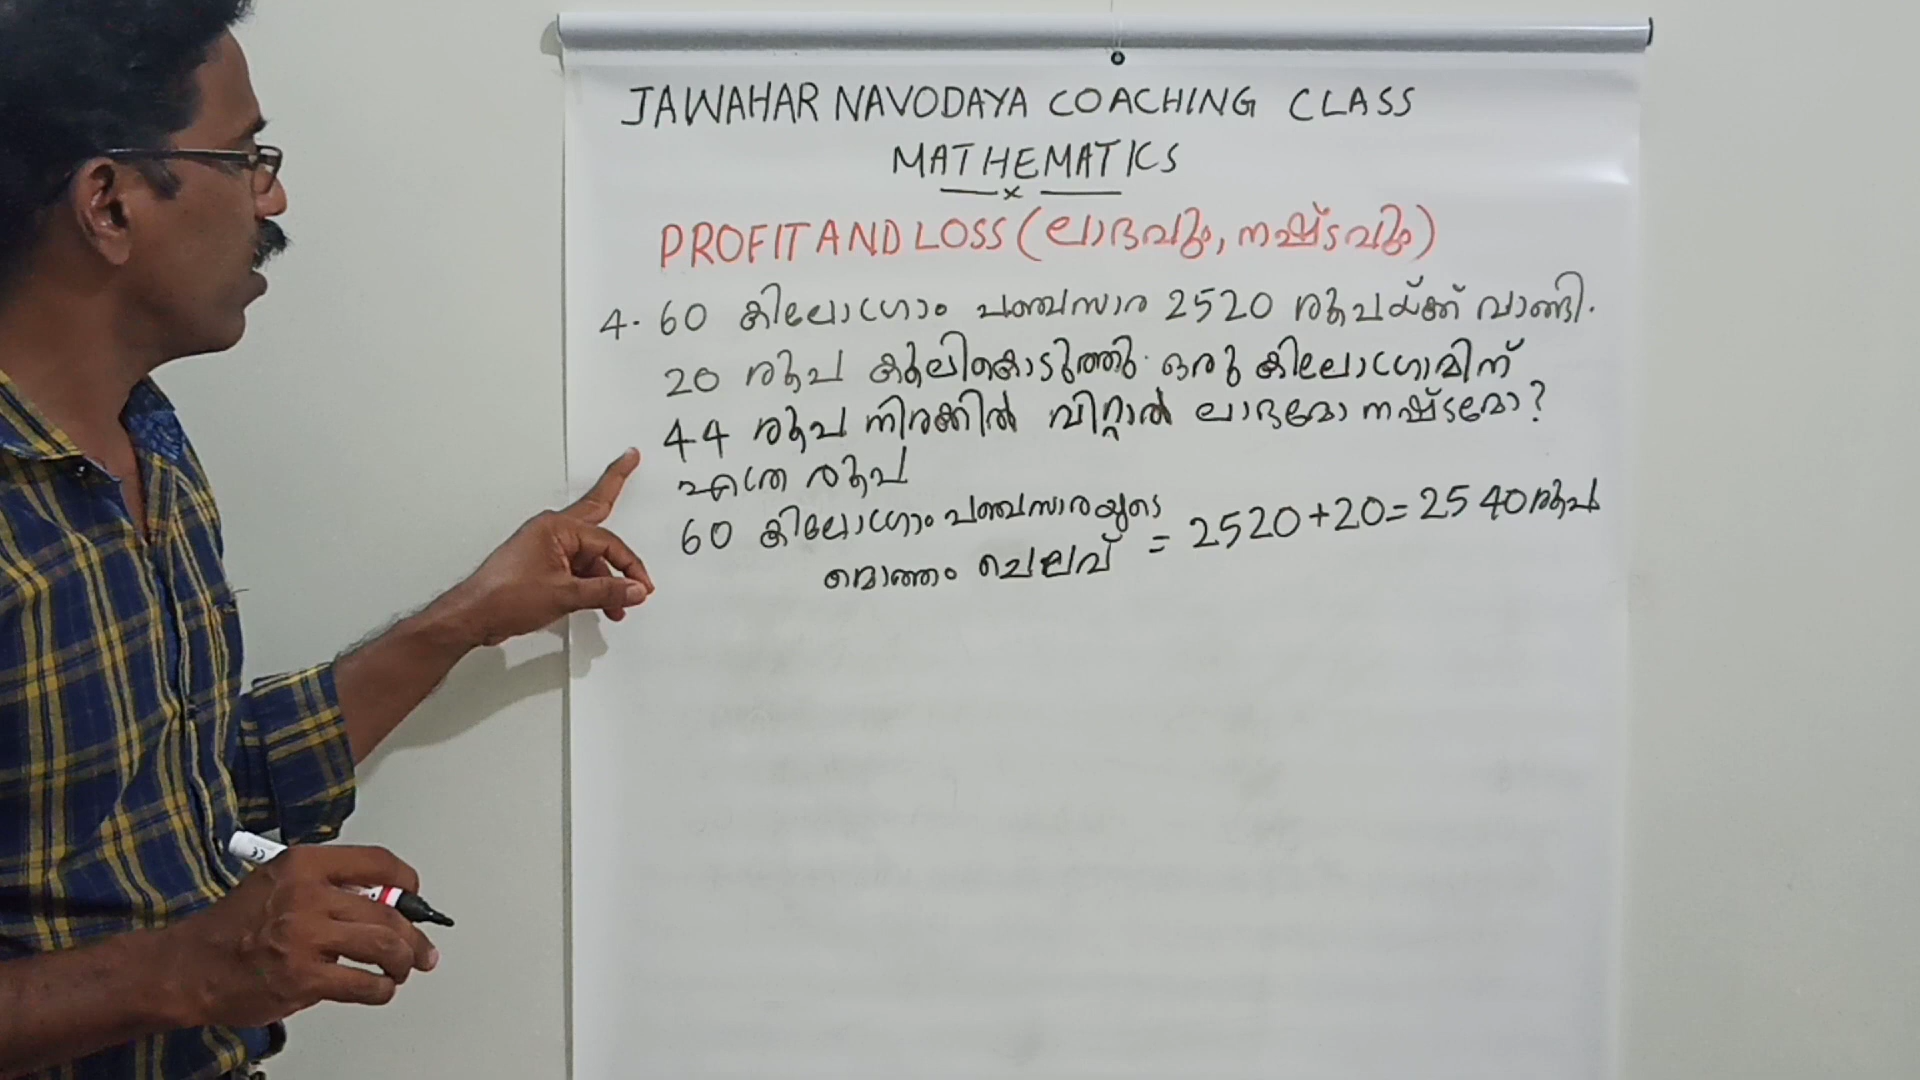 JAWAHAR NAVODAYA COACHING CLASS
MATHEMATICS
PROFIT AND LOSS (ലാഭവും, നഷ്ടവും)
4. 60 കിലോഗ്രാം പഞ്ചസാര 2520 രൂപയ്ക്ക് വാങ്ങി.
20 രൂപ കൂലികൊടുത്തു. ഒരു കിലോഗ്രാമിന്
44 രൂപ നിരക്കിൽ വിറ്റാൽ ലാഭമോ നഷ്ടമോ?
എത്ര രൂപ
60 കിലോഗ്രാം പഞ്ചസാരയുടെ
മൊത്തം ചെലവ് = 2520+20=2540 രൂപ